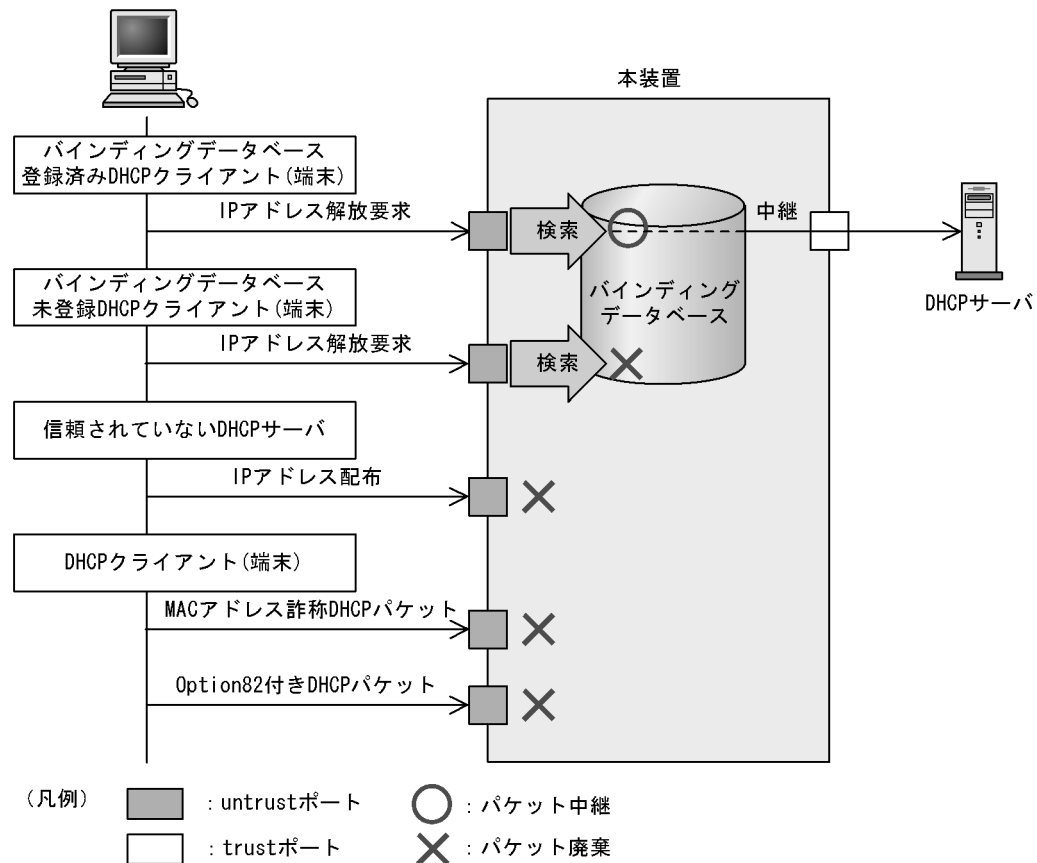 本装置
バインディングデータベース
登録済みDHCPクライアント(端末)
IPアドレス解放要求
検索
中継
バインディング
データベース
DHCPサーバ
バインディングデータベース
未登録DHCPクライアント(端末)
IPアドレス解放要求
検索
信頼されていないDHCPサーバ
IPアドレス配布
DHCPクライアント(端末)
MACアドレス詐称DHCPパケット
Option82付きDHCPパケット
(凡例)
:untrustポート
:パケット中継
:trustポート
:パケット廃棄